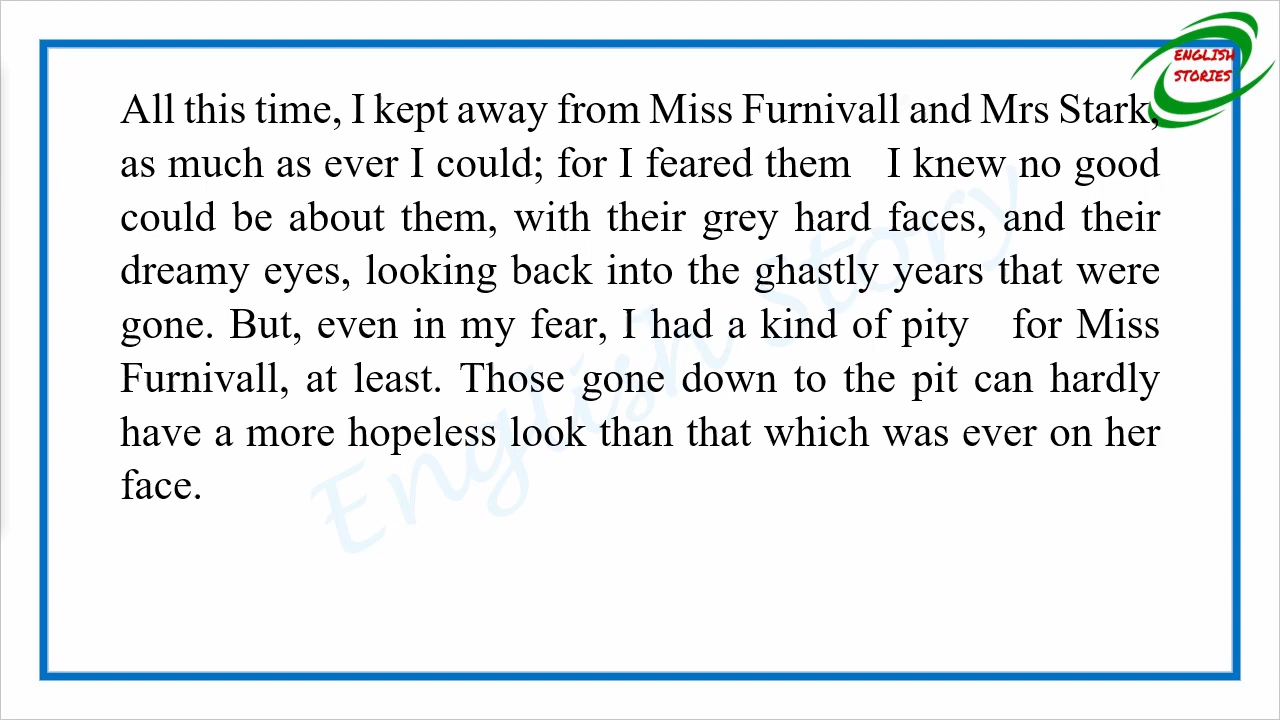 ENGLISH
STORIES
All this time, I kept away from Miss Furnivall and Mrs Stark,
as much as ever I could; for I feared them   I knew no good
could be about them, with their grey hard faces, and their
dreamy eyes, looking back into the ghastly years that were
gone. But, even in my fear, I had a kind of pity   for Miss
Furnivall, at least. Those gone down to the pit can hardly
have a more hopeless look than that which was ever on her
face.
English Story